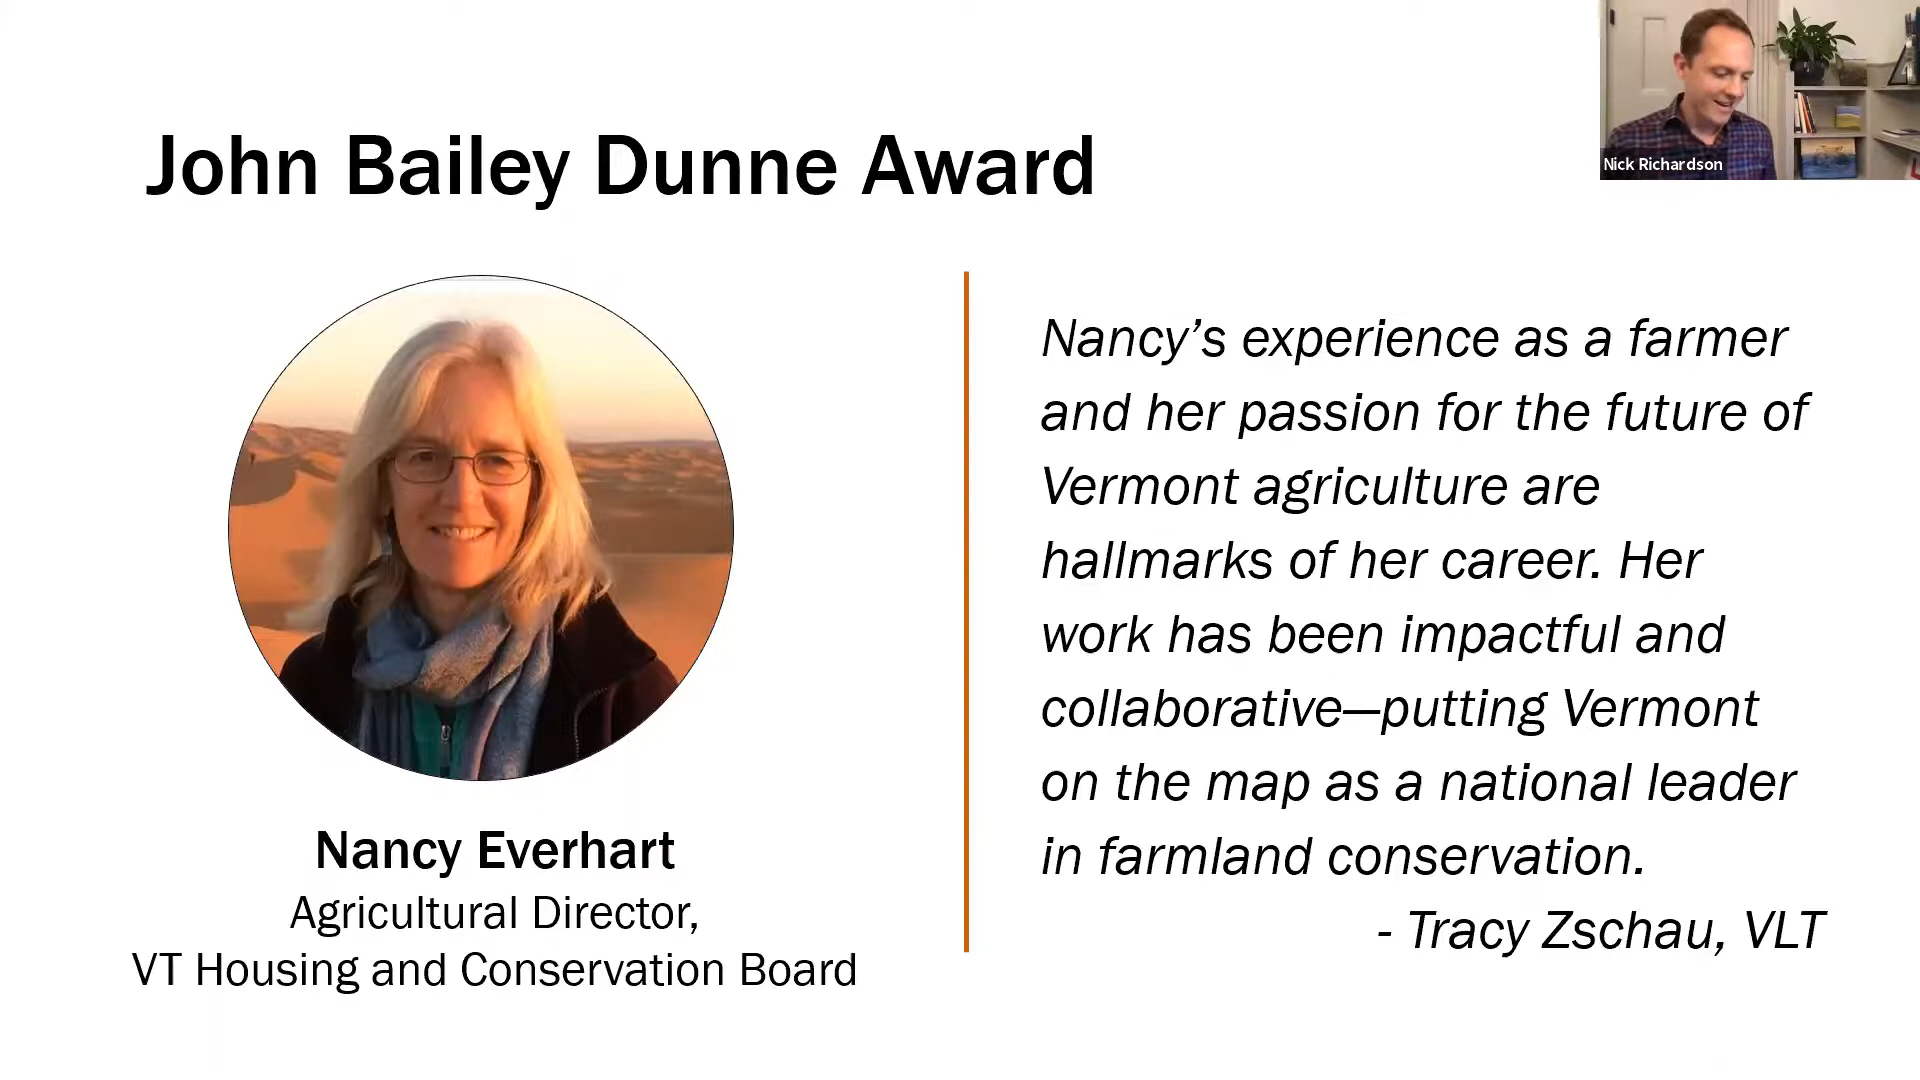 John Bailey Dunne Award
Nick Richardson
Nancy Everhart
Agricultural Director,
VT Housing and Conservation Board
Nancy’s experience as a farmer
and her passion for the future of
Vermont agriculture are
hallmarks of her career. Her
work has been impactful and
collaborative—putting Vermont
on the map as a national leader
in farmland conservation.
- Tracy Zschau, VLT